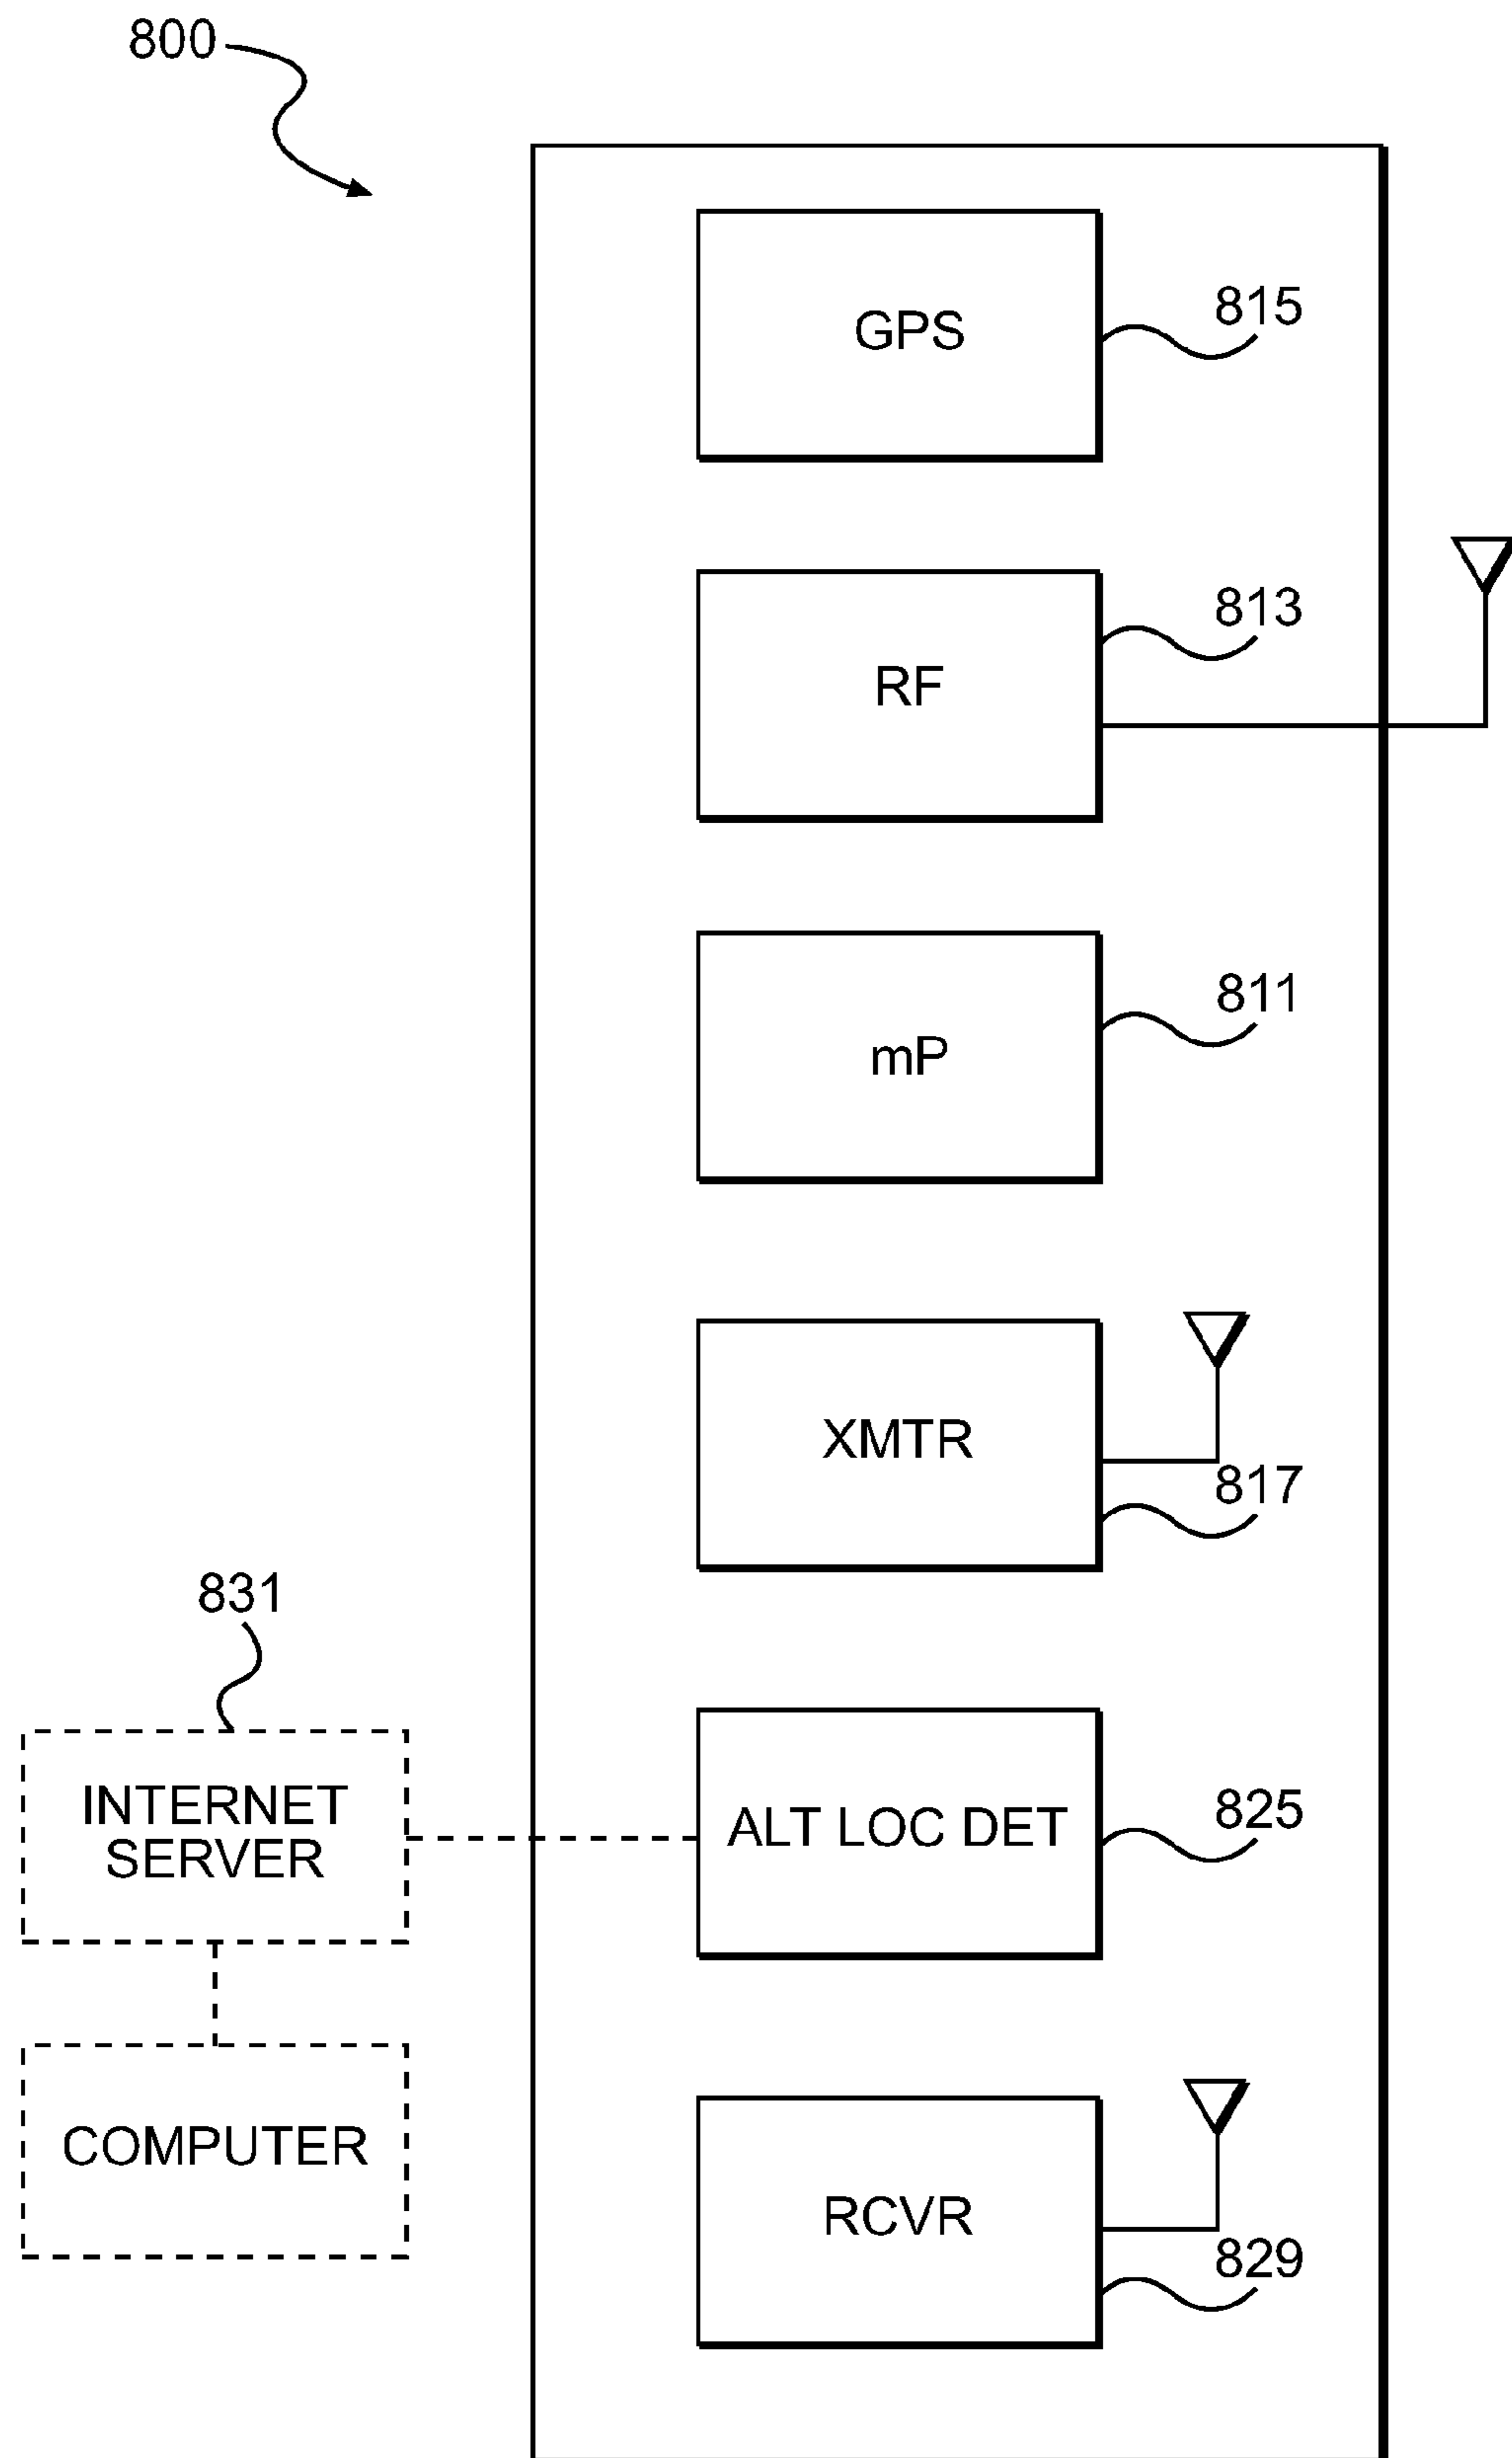 800
GPS
815
RF
813
mP
811
XMTR
817
831
INTERNET
SERVER
ALT LOC DET
825
COMPUTER
RCVR
829